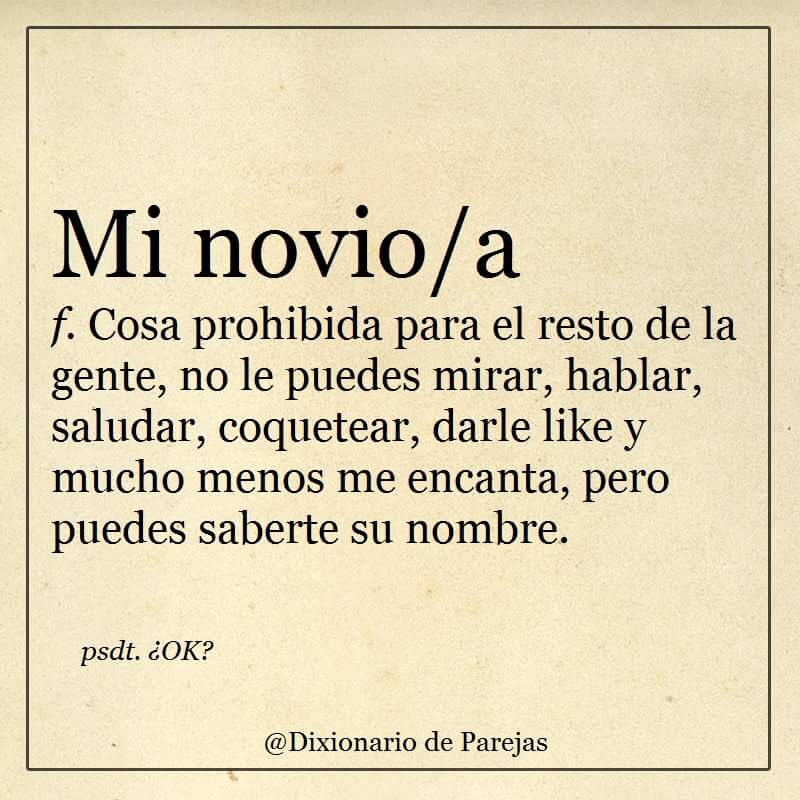 Mi novio/a
f. Cosa prohibida para el resto de la
gente, no le puedes mirar, hablar,
saludar, coquetear, darle like y
mucho menos me encanta, pero
puedes saberte su nombre.
psdt. ¿OK?
@Dixionario de Parejas